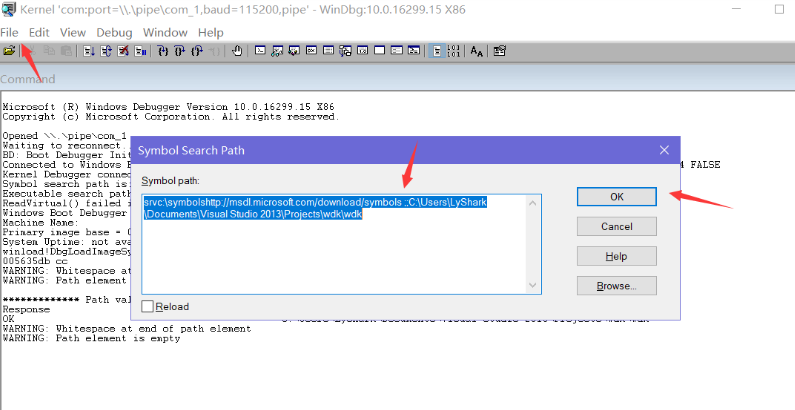 Kernel 'com:port=\\.\pipe\com_1,baud=115200,pipe' - WinDbg:10.0.16299.15 X86
File Edit View Debug Window Help
Command
Microsoft (R) Windows Debugger Version 10.0.16299.15 X86
Copyright (c) Microsoft Corporation. All rights reserved.
Opened \\.\pipe\com_1
Waiting to reconnect..
BD: Boot Debugger Ini
Connected to Windows B
4 FALSE
Kernel Debugger connec
Symbol search path is:
Executable search path
ReadVirtual() failed i
Windows Boot Debugger
Machine Name:
Primary image base = 0
System Uptime: not ava
winload!DbgLoadImageSy
005635db cc
WARNING: Whitespace at
WARNING: Path element
************* Path val
Response
OK
WARNING: Whitespace at end of path element
WARNING: Path element is empty
Symbol Search Path
Symbol path:
srvc:\symbolshttp://msdl.microsoft.com/download/symbols ;;C:\Users\LyShark
\Documents\Visual Studio 2013\Projects\wdk\wdk
Reload
OK
Cancel
Help
Browse...